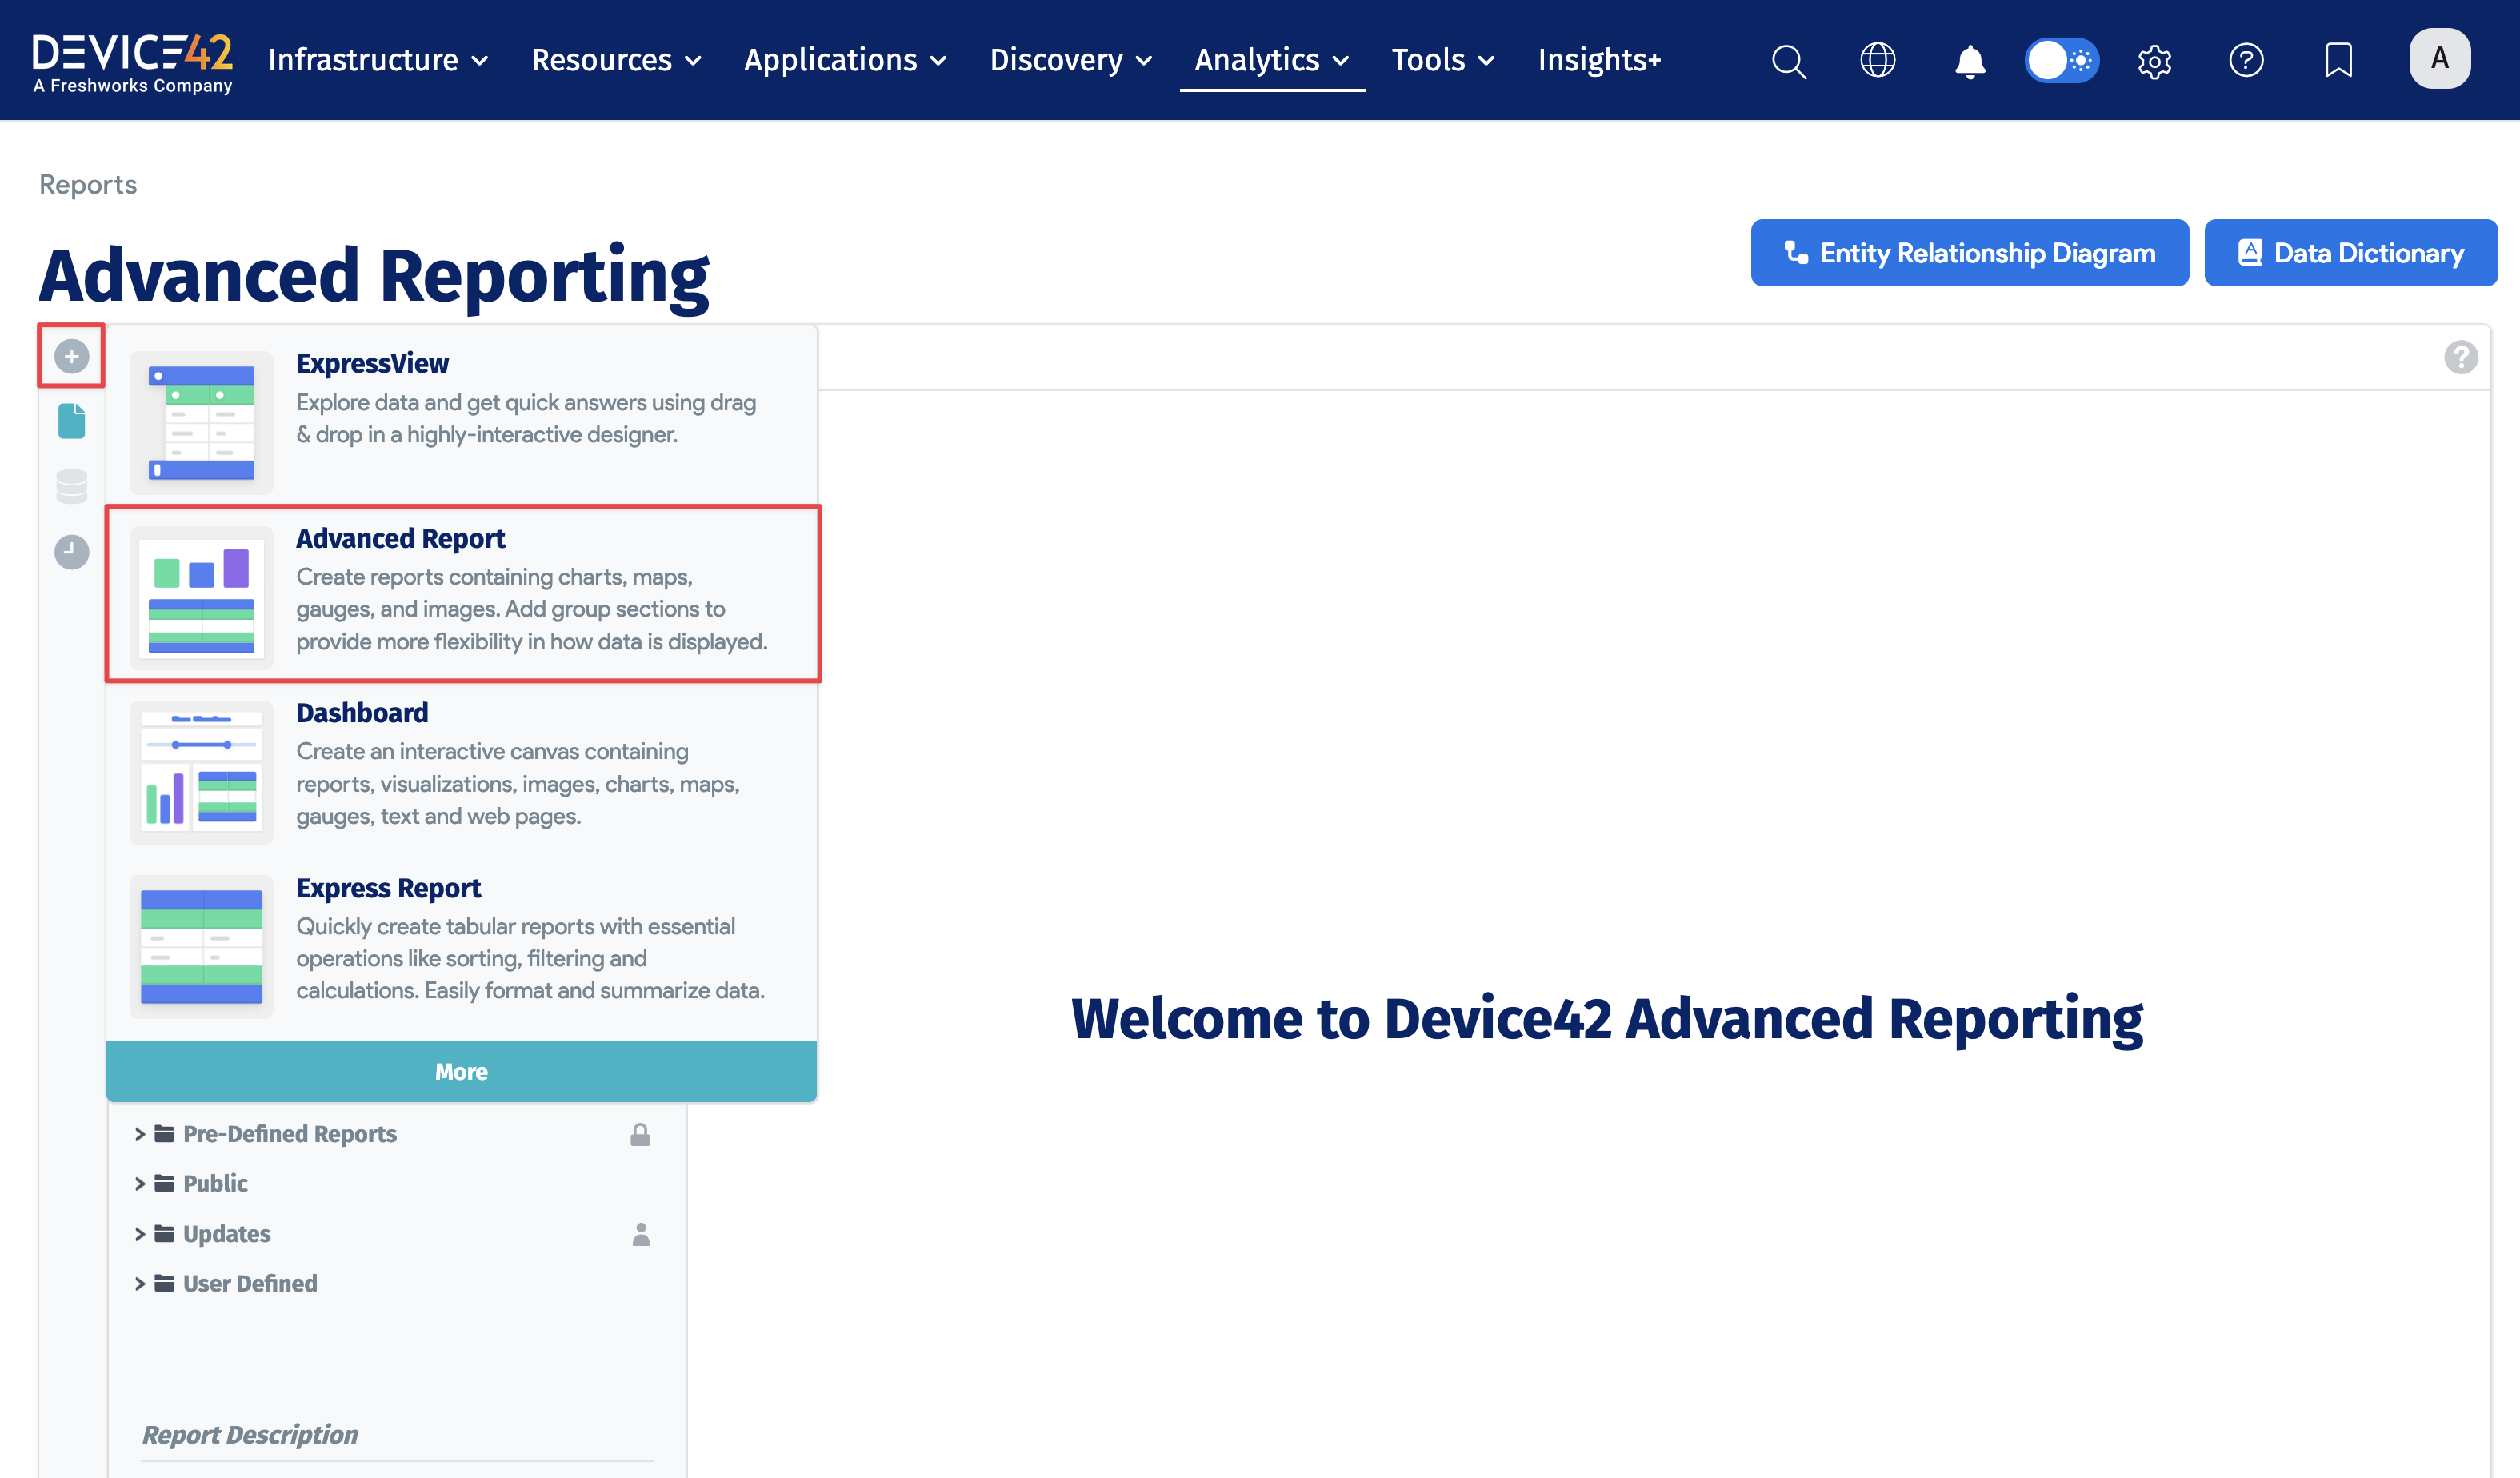 DEVICE42
A Freshworks Company
Infrastructure
Resources
Applications
Discovery
Analytics
Tools
Insights+
?
A
Reports
Advanced Reporting
Entity Relationship Diagram
A
Data Dictionary
+
?
ExpressView
Explore data and get quick answers using drag
& drop in a highly-interactive designer.
Advanced Report
Create reports containing charts, maps,
gauges, and images. Add group sections to
provide more flexibility in how data is displayed.
Dashboard
Create an interactive canvas containing
reports, visualizations, images, charts, maps,
gauges, text and web pages.
Express Report
Quickly create tabular reports with essential
operations like sorting, filtering and
calculations. Easily format and summarize data.
More
Welcome to Device42 Advanced Reporting
Pre-Defined Reports
Public
Updates
User Defined
Report Description